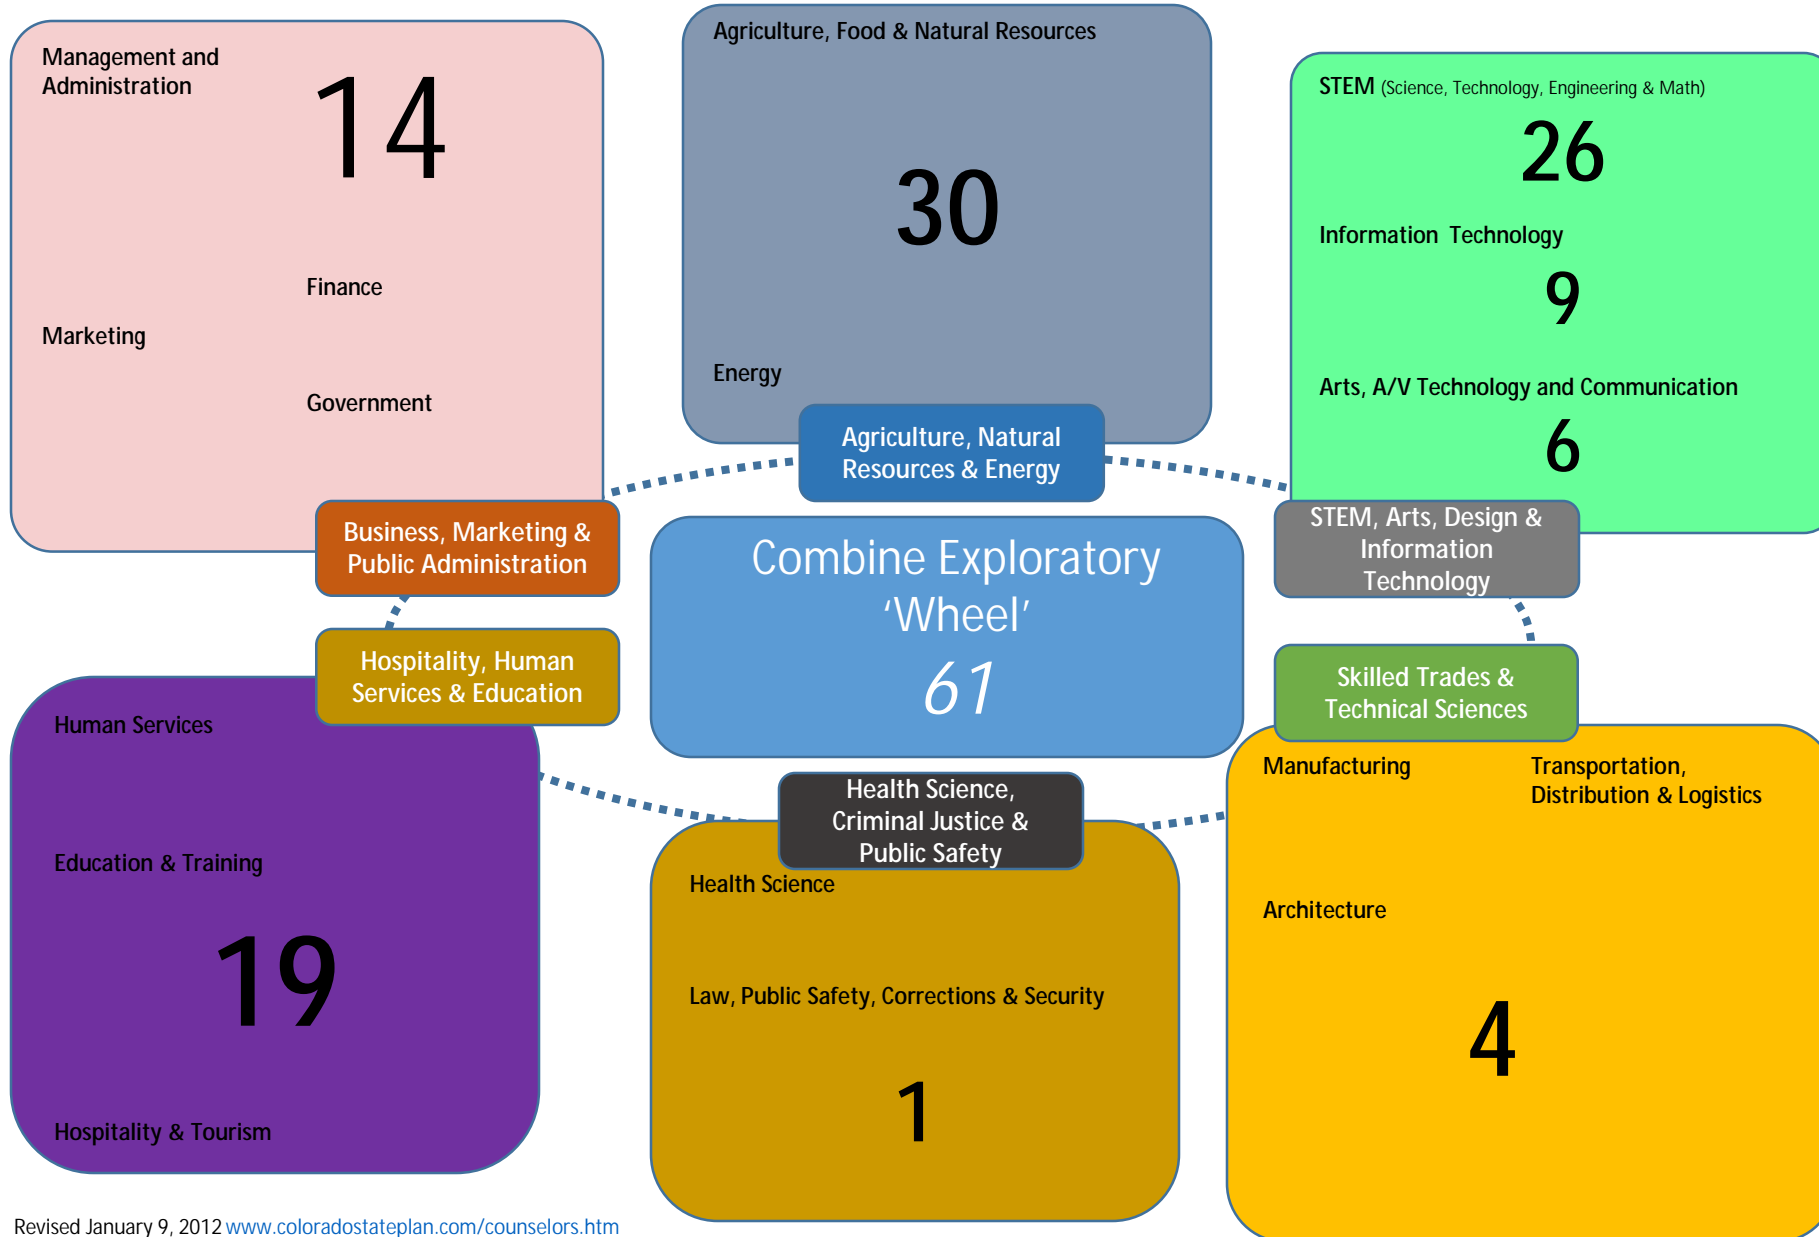 Management and
Administration
14
Finance
Marketing
Government
Business, Marketing &
Public Administration
Agriculture, Food & Natural Resources
30
Energy
Agriculture, Natural
Resources & Energy
STEM (Science, Technology, Engineering & Math)
26
Information Technology
9
Arts, A/V Technology and Communication
6
STEM, Arts, Design &
Information
Technology
Combine Exploratory
‘Wheel’
61
Hospitality, Human
Services & Education
Human Services
Education & Training
19
Hospitality & Tourism
Health Science,
Criminal Justice &
Public Safety
Health Science
Law, Public Safety, Corrections & Security
1
Skilled Trades &
Technical Sciences
Manufacturing
Transportation,
Distribution & Logistics
Architecture
4
Revised January 9, 2012 www.coloradostateplan.com/counselors.htm